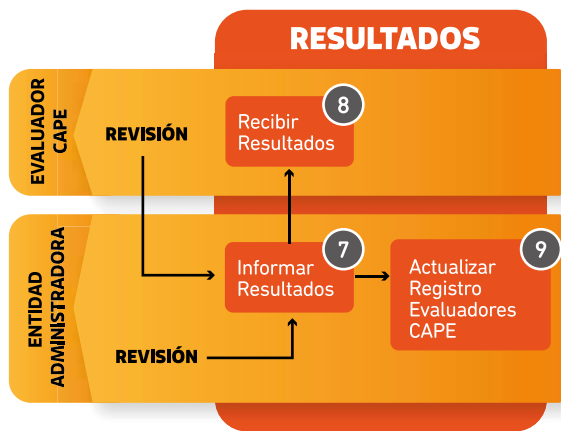 RESULTADOS
EVALUADOR
CAPE
REVISIÓN
Recibir
Resultados
8
ENTIDAD
ADMINISTRADORA
REVISIÓN
Informar
Resultados
7
Actualizar
Registro
Evaluadores
CAPE
9